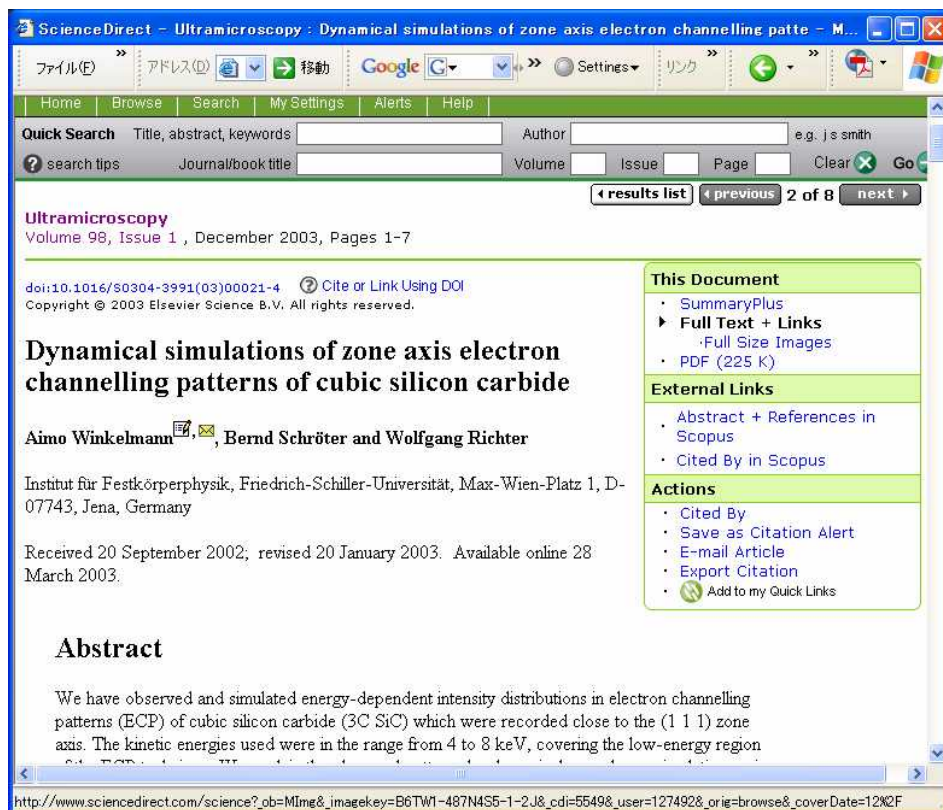 ScienceDirect - Ultramicroscopy : Dynamical simulations of zone axis electron channelling patte - M...
ファイル(F) » アドレス(D) 移動 Google G » Settings リンク » »
Home | Browse | Search | My Settings | Alerts | Help
Quick Search Title, abstract, keywords Author e.g. j s smith
? search tips Journal/book title Volume Issue Page Clear Go
results list previous 2 of 8 next
Ultramicroscopy
Volume 98, Issue 1 , December 2003, Pages 1-7
doi:10.1016/S0304-3991(03)00021-4 ? Cite or Link Using DOI
Copyright © 2003 Elsevier Science B.V. All rights reserved.
Dynamical simulations of zone axis electron
channelling patterns of cubic silicon carbide
Aimo Winkelmann, , Bernd Schröter and Wolfgang Richter
Institut für Festkörperphysik, Friedrich-Schiller-Universität, Max-Wien-Platz 1, D-
07743, Jena, Germany
Received 20 September 2002; revised 20 January 2003. Available online 28
March 2003.
This Document
· SummaryPlus
Full Text + Links
·Full Size Images
· PDF (225 K)
External Links
· Abstract + References in
Scopus
· Cited By in Scopus
Actions
· Cited By
· Save as Citation Alert
· E-mail Article
· Export Citation
· Add to my Quick Links
Abstract
We have observed and simulated energy-dependent intensity distributions in electron channelling
patterns (ECP) of cubic silicon carbide (3C SiC) which were recorded close to the (1 1 1) zone
axis. The kinetic energies used were in the range from 4 to 8 keV, covering the low-energy region
http://www.sciencedirect.com/science?_ob=MImg&_imagekey=B6TW1-487N4S5-1-2J&_cdi=5549&_user=127492&_orig=browse&_coverDate=12%2F